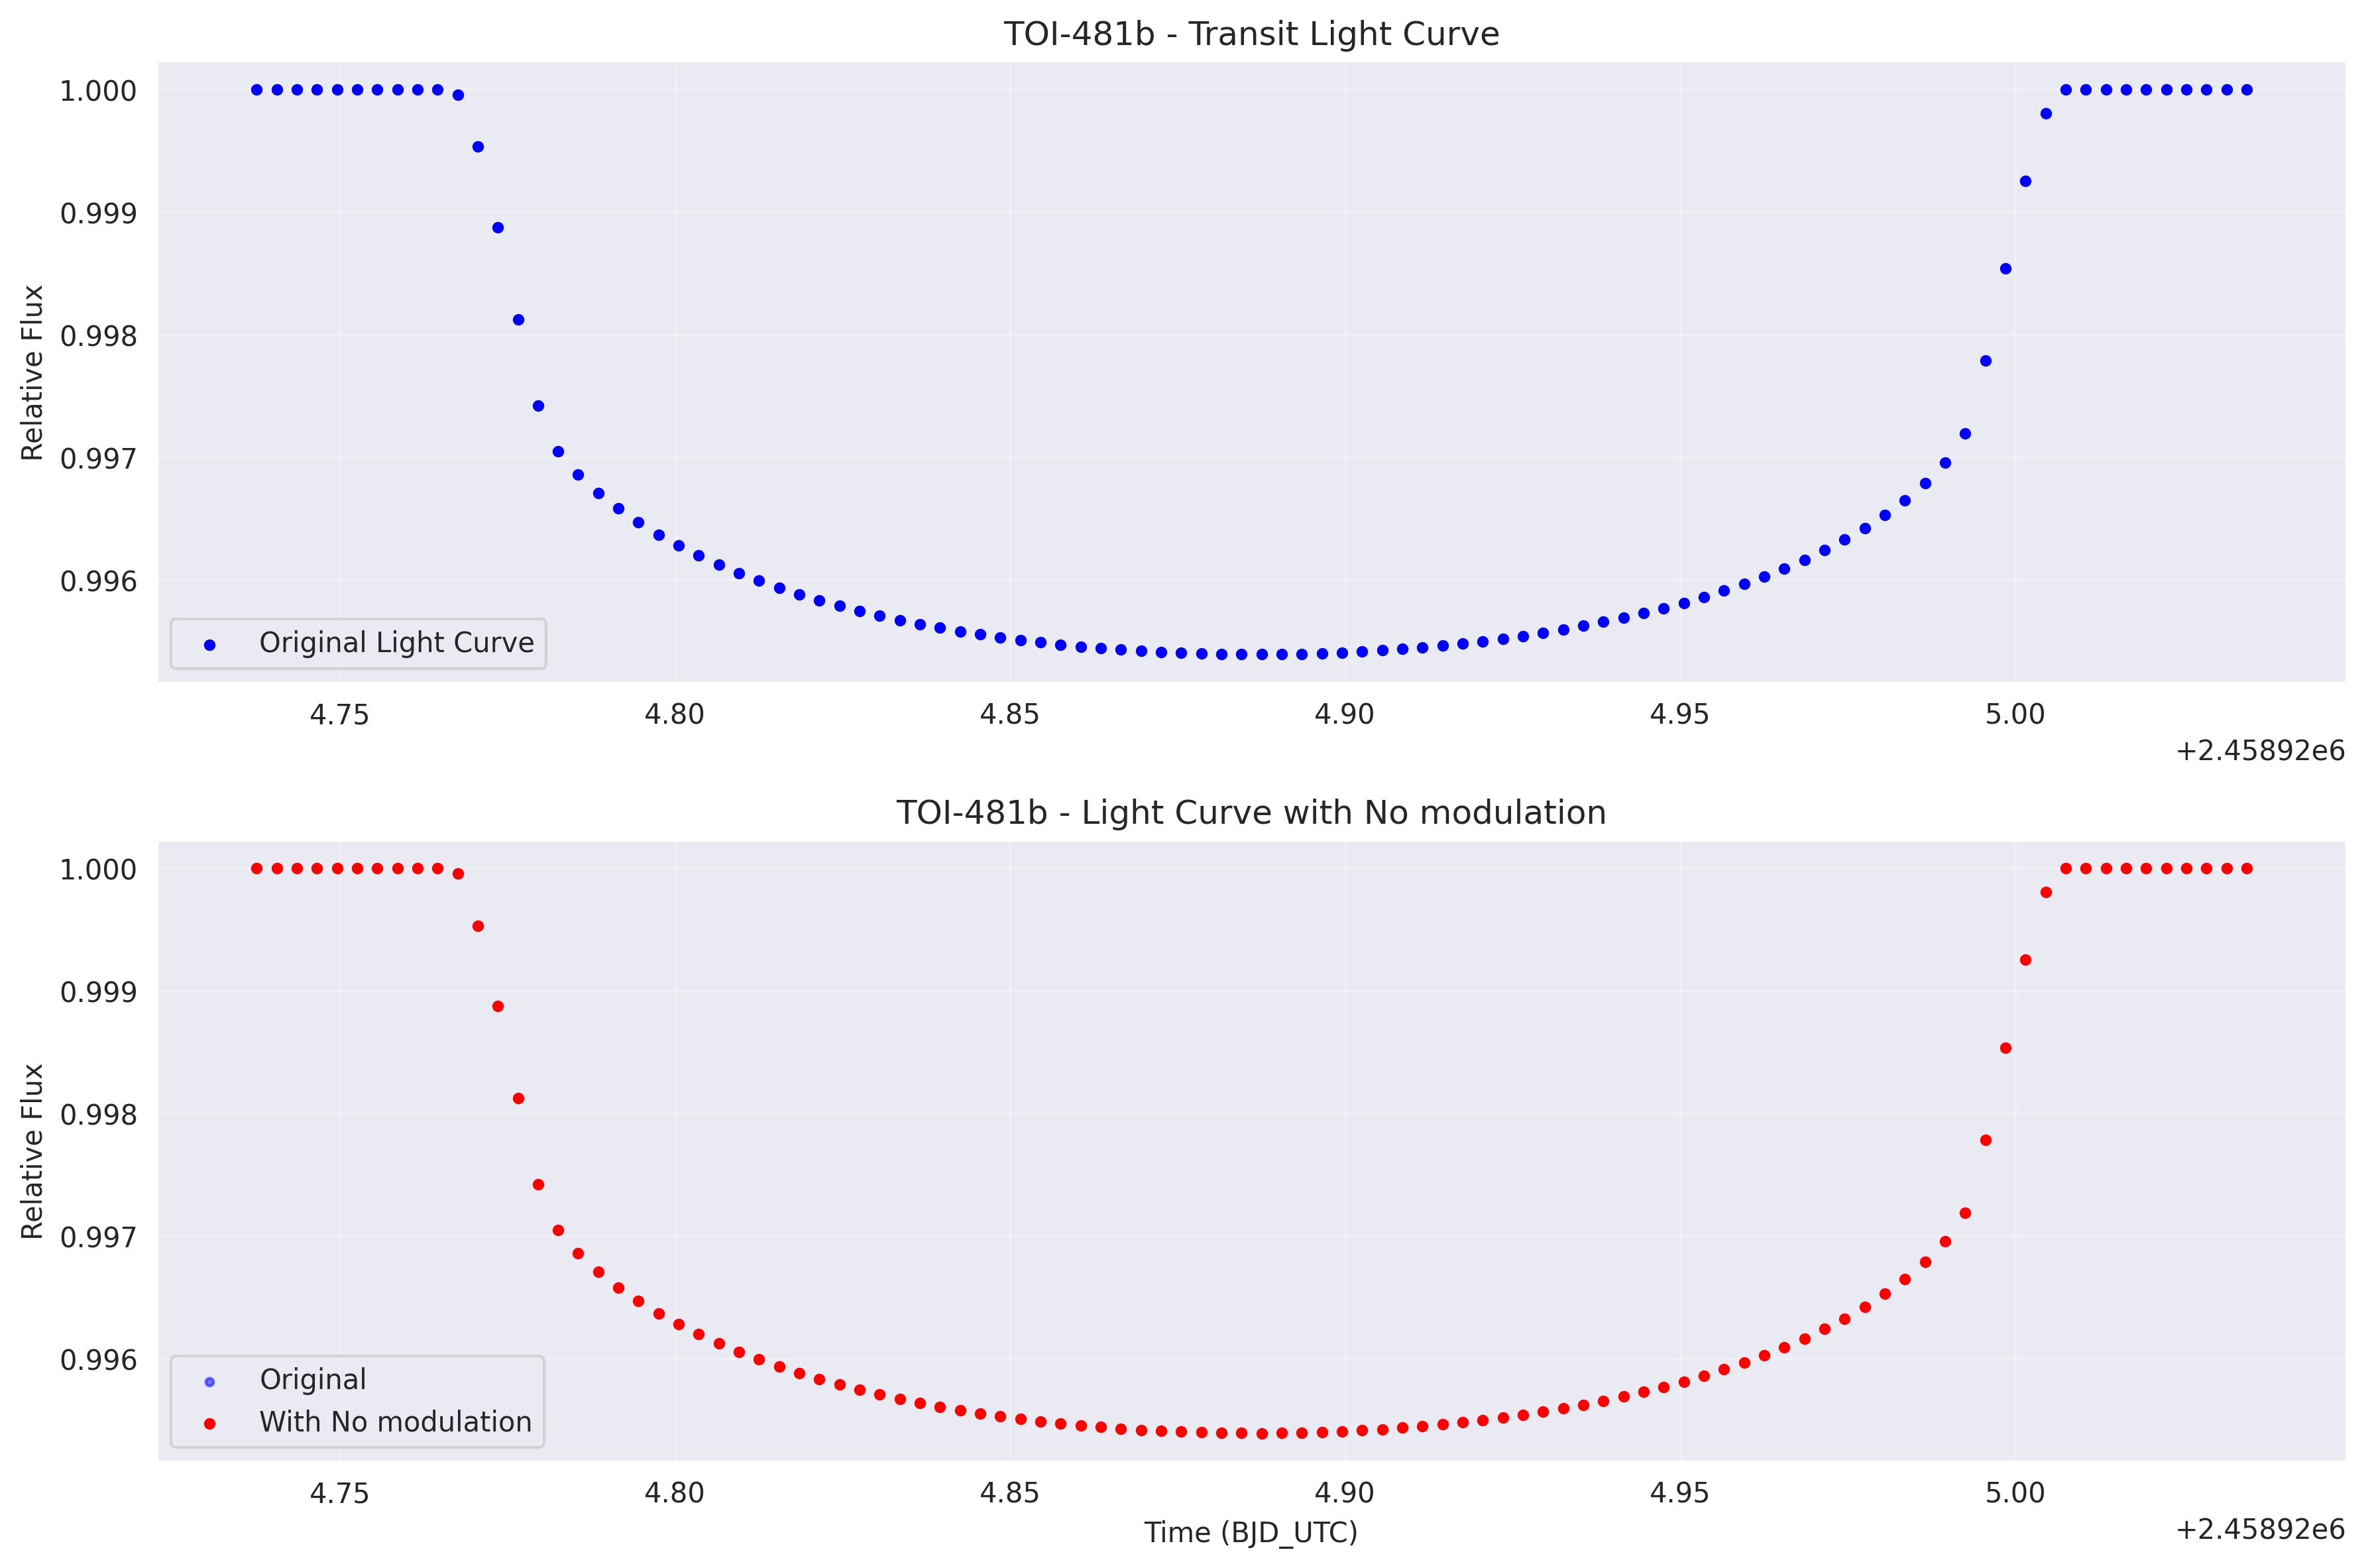 TOI-481b - Transit Light Curve
1.000
0.999
0.998
0.997
0.996
Relative Flux
Original Light Curve
4.75 4.80 4.85 4.90 4.95 5.00
+2.45892e6
TOI-481b - Light Curve with No modulation
1.000
0.999
0.998
0.997
0.996
Relative Flux
Original
With No modulation
4.75 4.80 4.85 4.90 4.95 5.00
Time (BJD_UTC)
+2.45892e6